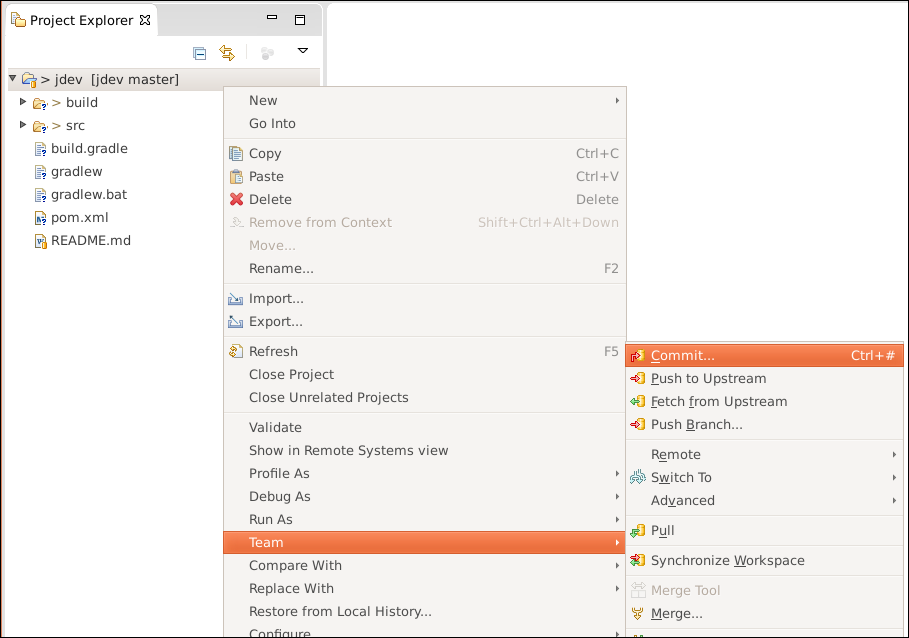 Project Explorer
> jdev [jdev master]
> build
> src
build.gradle
gradlew
gradlew.bat
pom.xml
README.md
New
Go Into
Copy Ctrl+C
Paste Ctrl+V
Delete Delete
Remove from Context Shift+Ctrl+Alt+Down
Move...
Rename... F2
Import...
Export...
Refresh F5
Close Project
Close Unrelated Projects
Validate
Show in Remote Systems view
Profile As
Debug As
Run As
Team
Compare With
Replace With
Restore from Local History...
Configure
Commit... Ctrl+#
Push to Upstream
Fetch from Upstream
Push Branch...
Remote
Switch To
Advanced
Pull
Synchronize Workspace
Merge Tool
Merge...